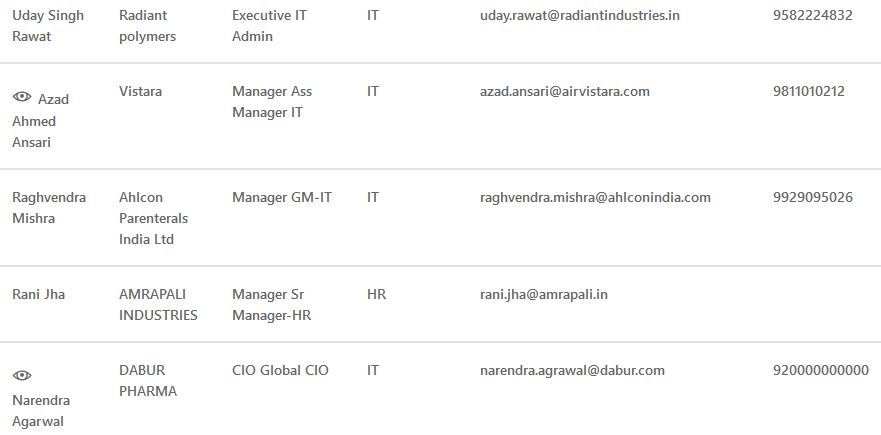 Uday Singh Rawat Radiant polymers Executive IT Admin IT uday.rawat@radiantindustries.in 9582224832
Azad Ahmed Ansari Vistara Manager Ass Manager IT IT azad.ansari@airvistara.com 9811010212
Raghvendra Mishra Ahlcon Parenterals India Ltd Manager GM-IT IT raghvendra.mishra@ahlconindia.com 9929095026
Rani Jha AMRAPALI INDUSTRIES Manager Sr Manager-HR HR rani.jha@amrapali.in
Narendra Agarwal DABUR PHARMA CIO Global CIO IT narendra.agrawal@dabur.com 920000000000